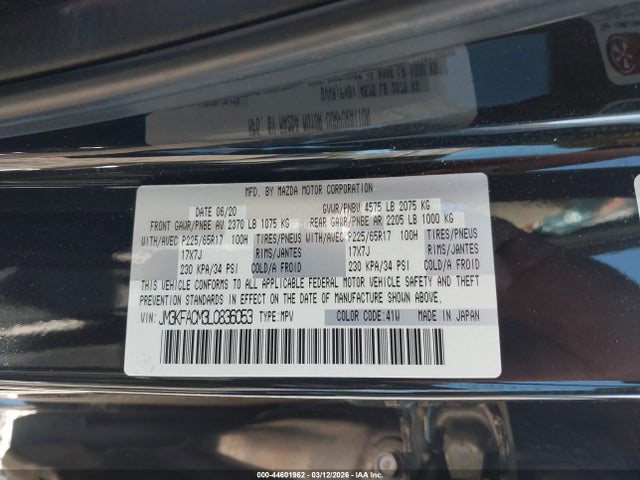 MFD. BY MAZDA MOTOR CORPORATION
DATE 06/20 GVWR/PNBV 4575 LB 2075 KG
FRONT GAWR/PNBE AV 2370 LB 1075 KG REAR GAWR/PNBE AR 2205 LB 1000 KG
WITH/AVEC P225/65R17 100H TIRES/PNEUS WITH/AVEC P225/65R17 100H TIRES/PNEUS
17X7J RIMS/JANTES 17X7J RIMS/JANTES
230 KPA/34 PSI COLD/A FROID 230 KPA/34 PSI COLD/A FROID
THIS VEHICLE CONFORMS TO ALL APPLICABLE FEDERAL MOTOR VEHICLE SAFETY AND THEFT
PREVENTION STANDARDS IN EFFECT ON THE DATE OF MANUFACTURE SHOWN ABOVE.
VIN: JM3KFACM3L0836053 TYPE:MPV COLOR CODE:41W MADE IN JAPAN
© IAA - 44601962 - 03/12/2026 - IAAI.COM